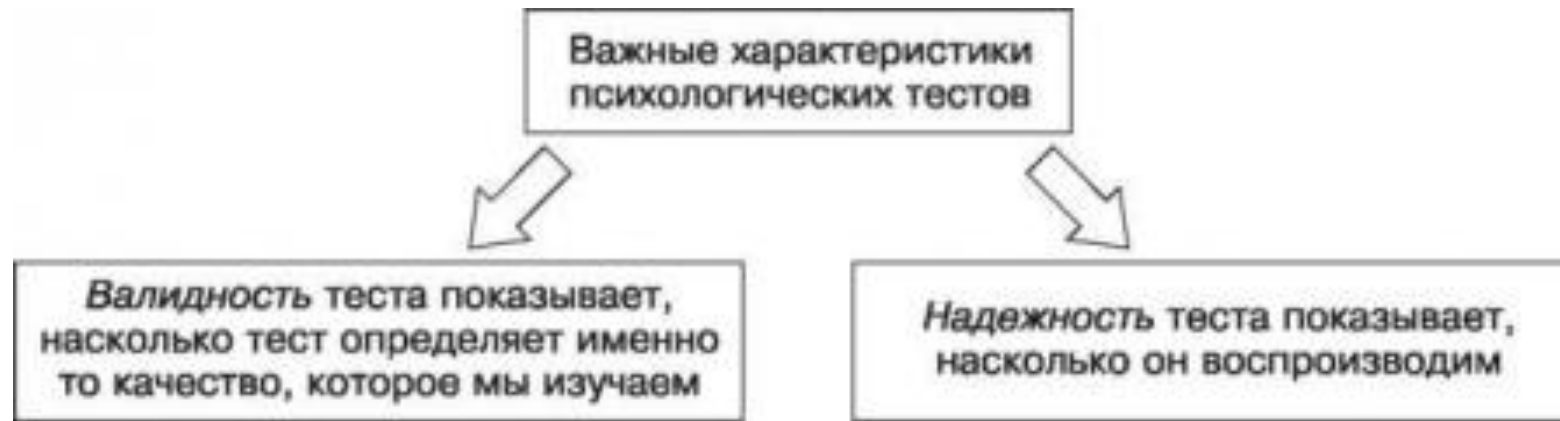 Важные характеристики
психологических тестов
Валидность теста показывает,
насколько тест определяет именно
то качество, которое мы изучаем
Надежность теста показывает,
насколько он воспроизводим